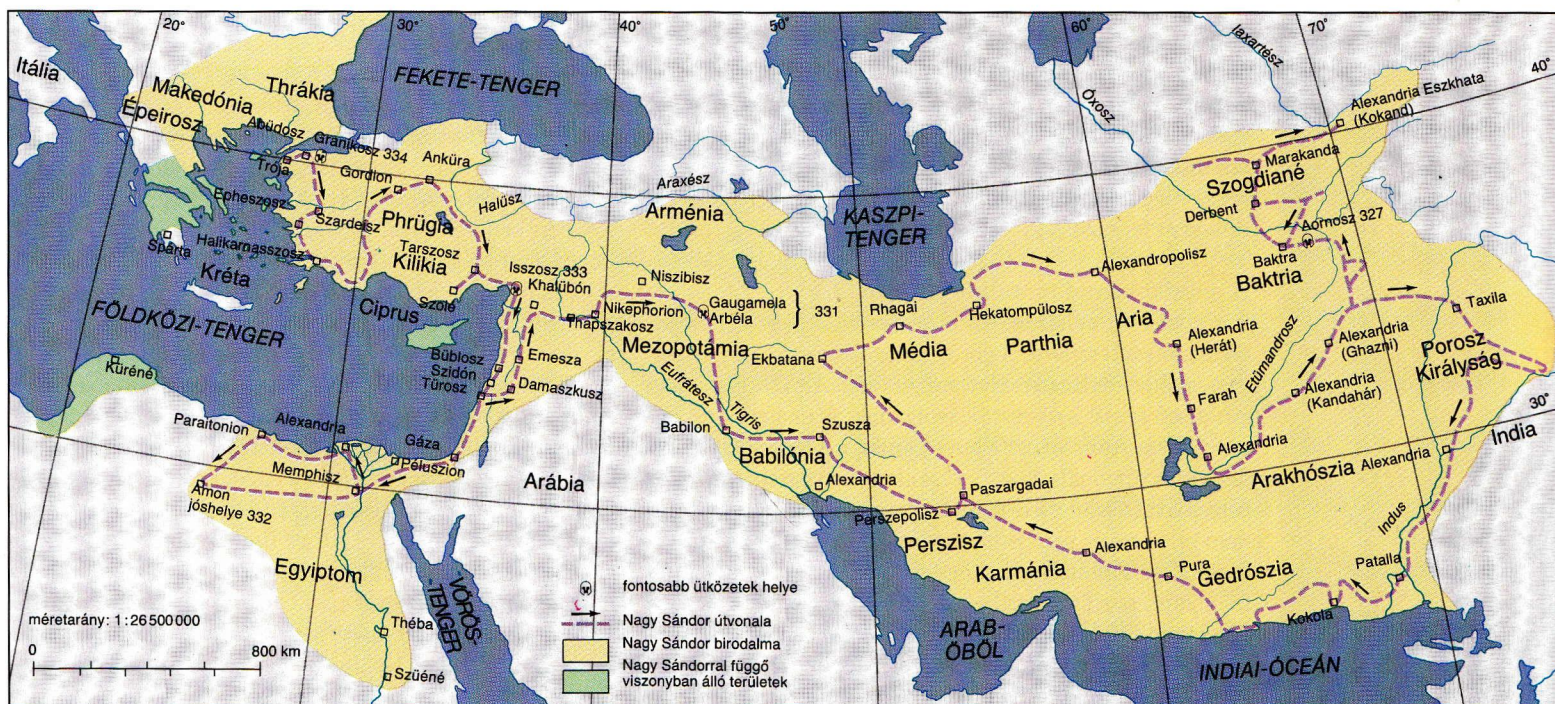 20°
30°
40°
50°
60°
70°
40°
30°
Itália
Makedónia
Thrákia
Épeirosz
FEKETE-TENGER
Abüdosz
Granikosz 334
Trója
Gordion
Anküra
Epheszosz
Szardeisz
Phrügia
Halüsz
Araxész
Arménia
Spárta
Halikarnasszosz
Tarszosz
Kilikia
Kréta
Ciprus
Szoló
Isszosz 333
Khalübón
Niszibisz
Nikephorion
Thapszakosz
Gaugaméla
Arbéla
331
Mezopotámia
FÖLDKÖZI-TENGER
Küréné
Büblosz
Szidón
Türosz
Emesza
Damaszkusz
Eufrátesz
Tigris
Babilon
Szusza
Babilónia
Alexandria
Paraitonion
Alexandria
Gáza
Péluszion
Memphisz
Amon
jóshelye 332
Arábia
Egyiptom
VÖRÖS-
TENGER
Théba
Szüéné
KASZPI-
TENGER
Ekbatana
Rhagai
Média
Hekatompülosz
Parthia
Alexandropolisz
Aria
Alexandria
(Herát)
Farah
Alexandria
Óxosz
Iaxartész
Alexandria Eszkhata
(Kokand)
Marakanda
Szogdiané
Derbent
Aornosz 327
Baktra
Baktria
Etümandrosz
Alexandria
(Ghazni)
Alexandria
(Kandahár)
Taxila
Porosz
Királyság
India
Arakhószia
Alexandria
Indus
Patalla
Paszargadai
Perszepolisz
Perszisz
Karmánia
Alexandria
Pura
Gedrószia
Kokola
ARAB-
ÖBÖL
INDIAI-ÓCEÁN
méretarány: 1 : 26 500 000
0
800 km
fontosabb ütközetek helye
Nagy Sándor útvonala
Nagy Sándor birodalma
Nagy Sándorral függő
viszonyban álló területek